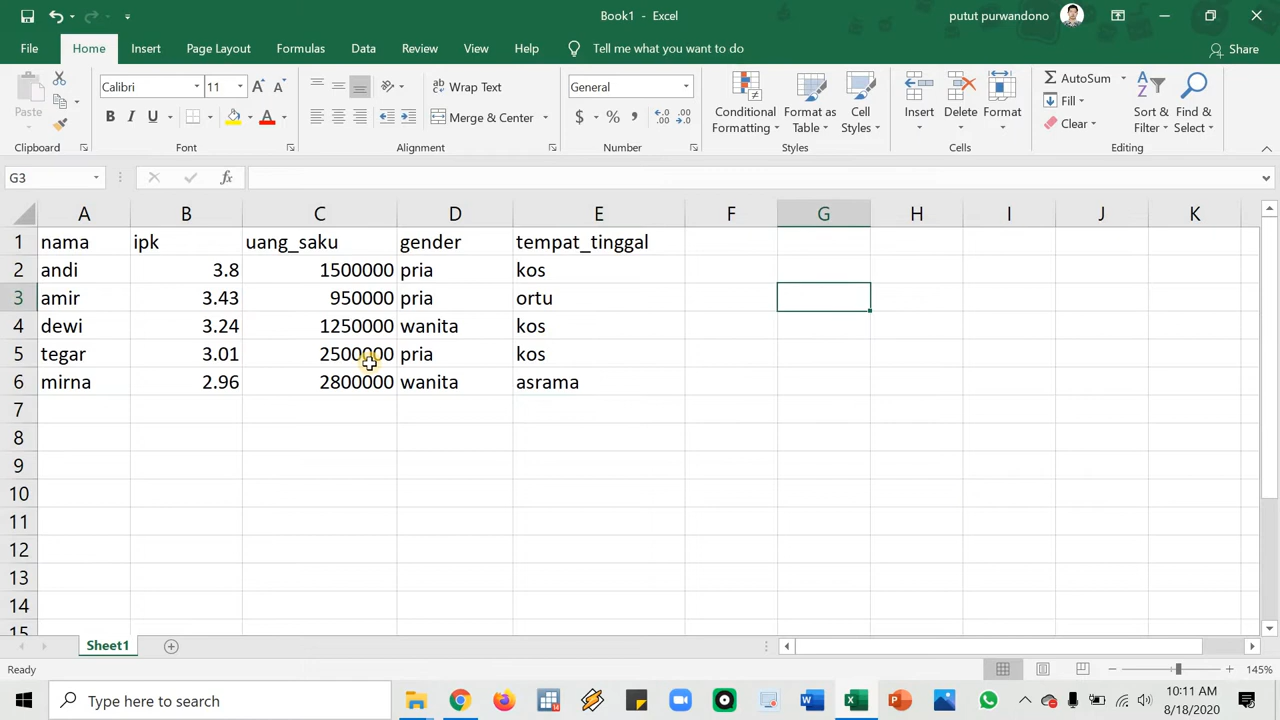 Book1 - Excel
putut purwandono
File Home Insert Page Layout Formulas Data Review View Help Tell me what you want to do Share
Paste
Clipboard
Calibri 11
B I U
Font
Wrap Text
Merge & Center
Alignment
General
$ % ,
Number
Conditional Formatting
Format as Table
Cell Styles
Styles
Insert
Delete
Format
Cells
AutoSum
Fill
Clear
Sort & Filter
Find & Select
Editing
G3
fx
A B C D E F G H I J K
1 nama ipk uang_saku gender tempat_tinggal
2 andi 3.8 1500000 pria kos
3 amir 3.43 950000 pria ortu
4 dewi 3.24 1250000 wanita kos
5 tegar 3.01 2500000 pria kos
6 mirna 2.96 2800000 wanita asrama
7
8
9
10
11
12
13
14
15
Sheet1
Ready
145%
Type here to search
10:11 AM
8/18/2020